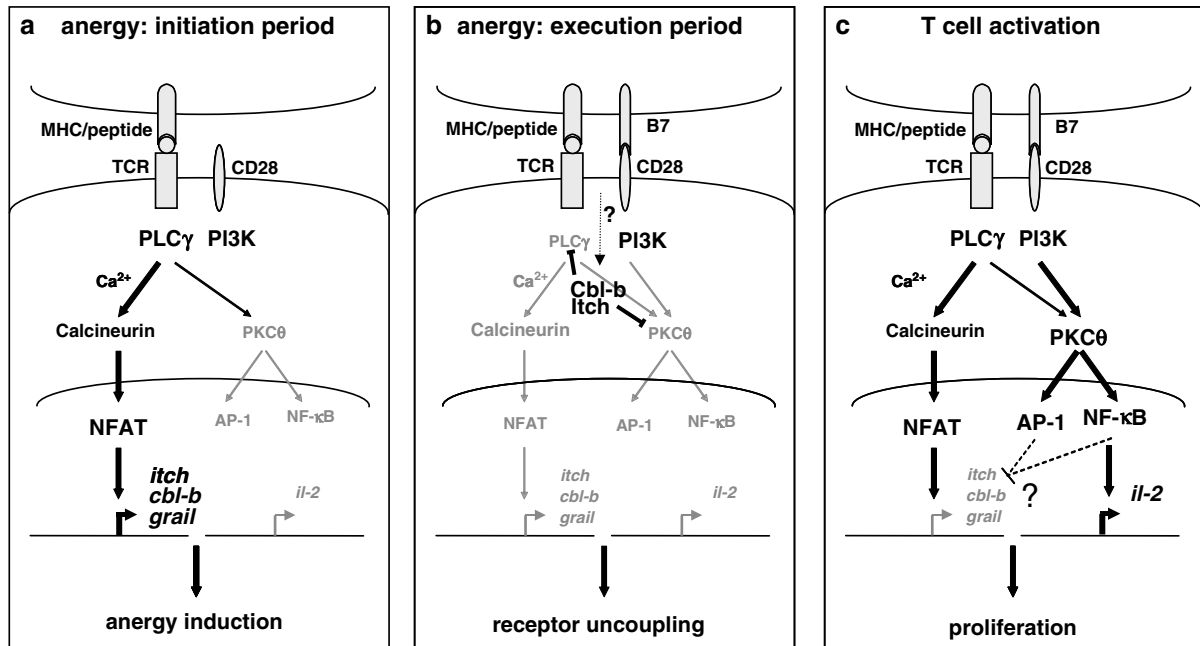 a anergy: initiation period
MHC/peptide
TCR
CD28
PLCγ PI3K
Ca²⁺
Calcineurin
PKCθ
NFAT
AP-1
NF-κB
itch
cbl-b
grail
il-2
anergy induction
b anergy: execution period
MHC/peptide
B7
TCR
CD28
?
PLCγ
PI3K
Ca²⁺
Cbl-b
Itch
Calcineurin
PKCθ
NFAT
AP-1
NF-κB
itch
cbl-b
grail
il-2
receptor uncoupling
c T cell activation
MHC/peptide
B7
TCR
CD28
PLCγ PI3K
Ca²⁺
Calcineurin
PKCθ
NFAT
AP-1
NF-κB
itch
cbl-b
grail
?
il-2
proliferation